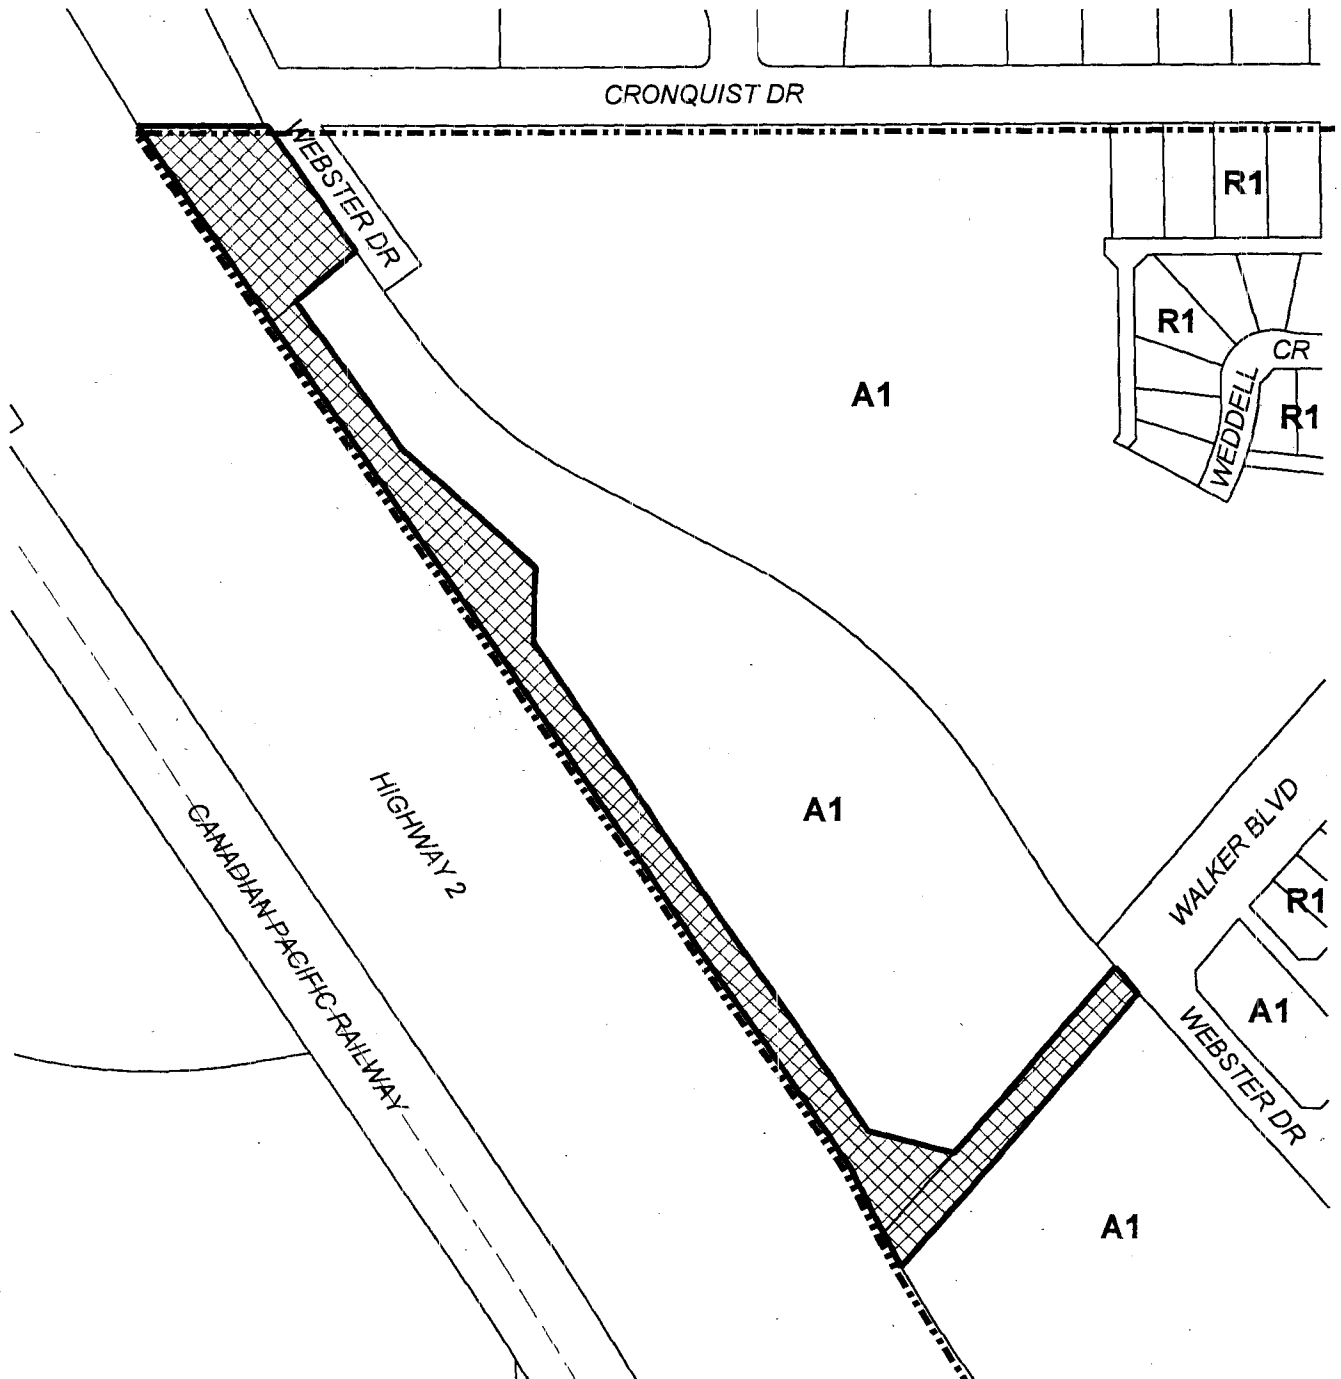 CRONQUIST DR
WEBSTER DR
R1
R1
CR
WEDDELL
R1
A1
HIGHWAY 2
CANADIAN PACIFIC RAILWAY
A1
WALKER BLVD
R1
A1
WEBSTER DR
A1